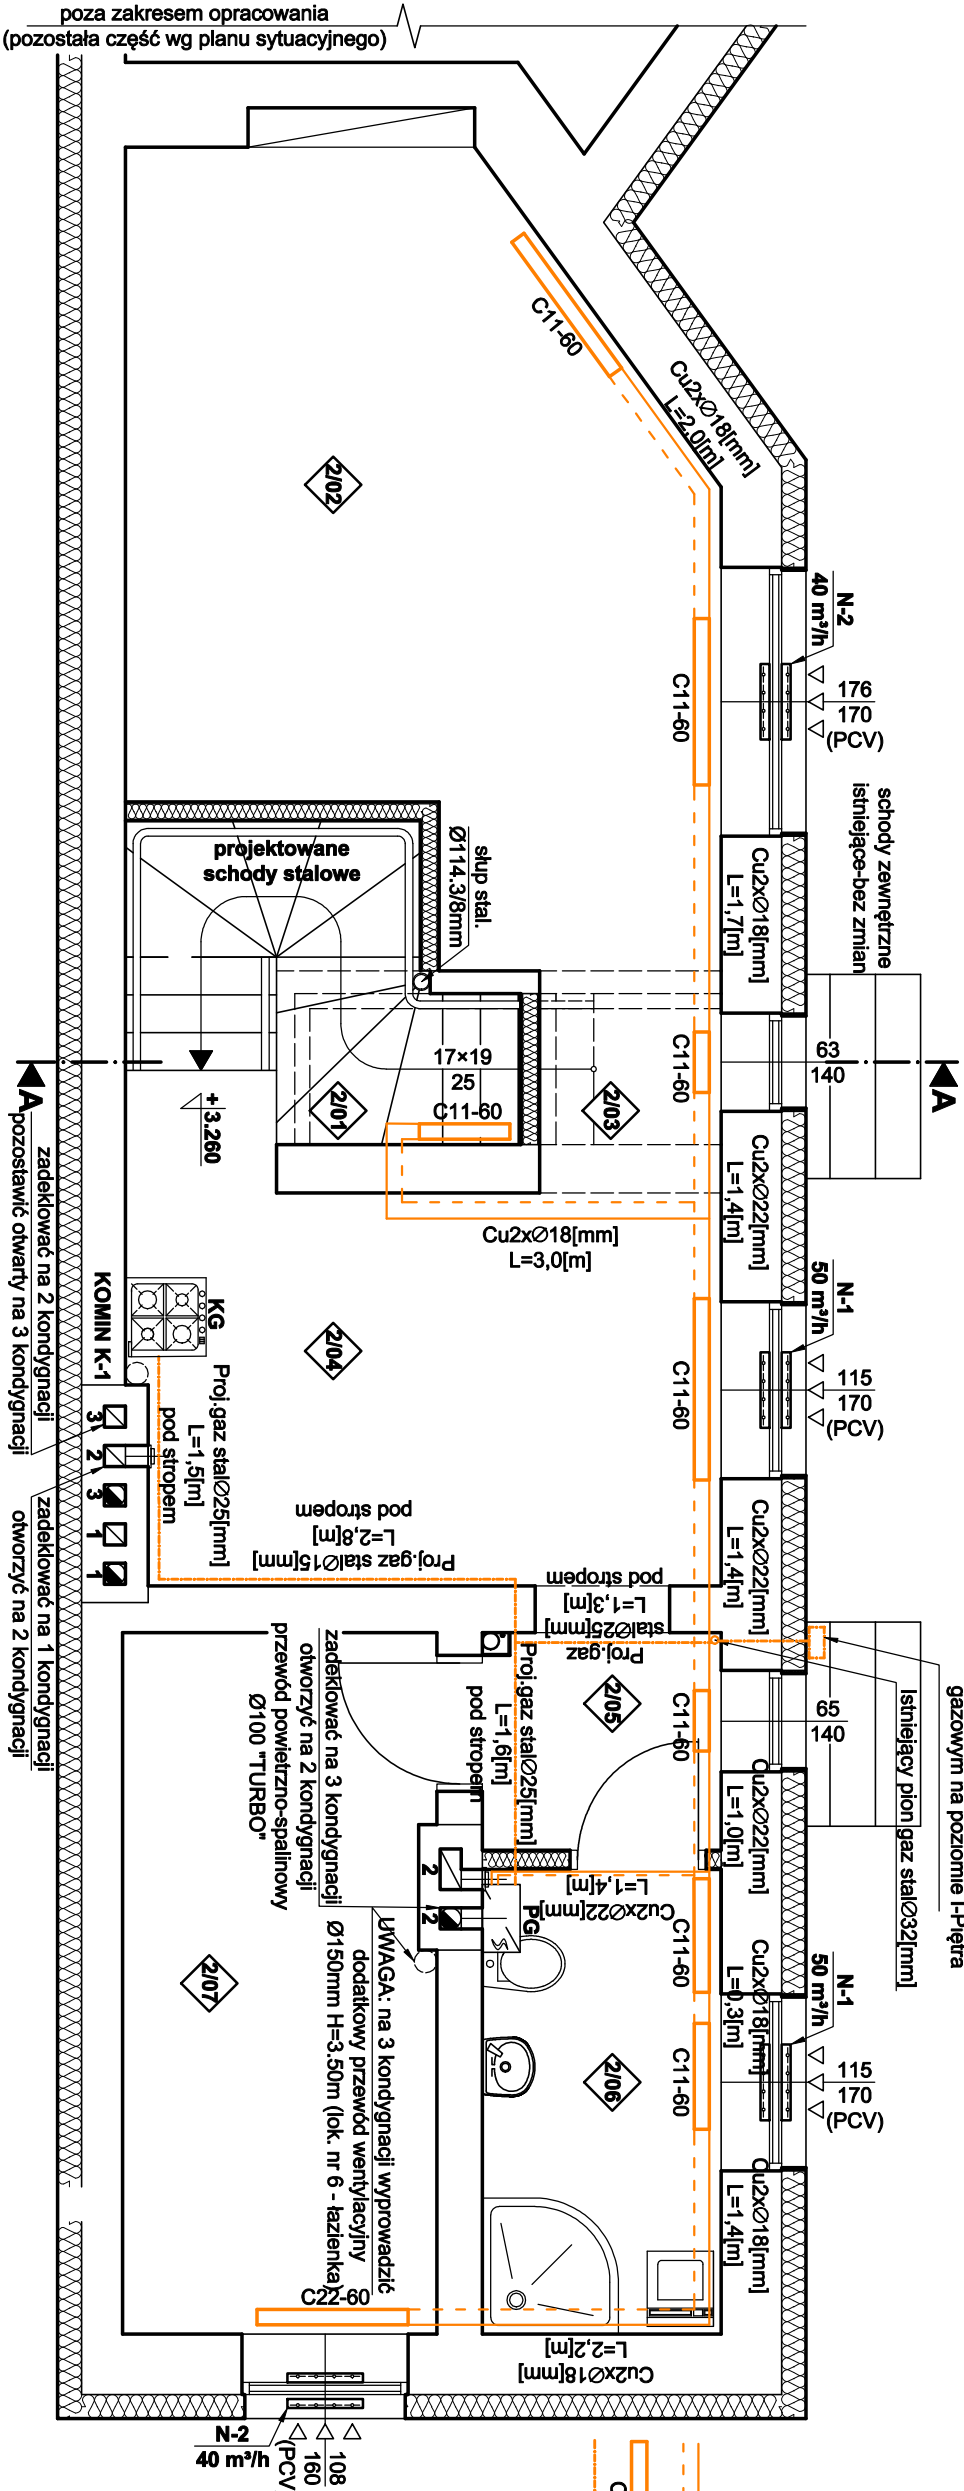 poza zakresem opracowania
(pozostała część wg planu sytuacyjnego)
C11-60
Cu2xØ18[mm]
L=2,0[m]
2/02
N-2
40 m³/h
176
170
(PCV)
C11-60
schody zewnętrzne
istniejące-bez zmian
Cu2xØ18[mm]
L=1,7[m]
słup stal.
Ø114.3/8mm
projektowane
schody stalowe
17×19
25
C11-60
2/01
2/03
C11-60
63
140
A
A
+ 3.260
Cu2xØ22[mm]
L=1,4[m]
Cu2xØ18[mm]
L=3,0[m]
N-1
50 m³/h
115
170
(PCV)
C11-60
2/04
KG
KOMIN K-1
zadeklować na 2 kondygnacji
pozostawić otwarty na 3 kondygnacji
3
2
3
1
1
zadeklować na 1 kondygnacji
otworzyć na 2 kondygnacji
Proj.gaz stalØ25[mm]
L=1,5[m]
pod stropem
Proj.gaz stalØ15[mm]
L=2,8[m]
pod stropem
Cu2xØ22[mm]
L=1,4[m]
Proj.gaz
stalØ25[mm]
L=1,3[m]
pod stropem
2/05
C11-60
65
140
gazowym na poziomie I-Piętra
Istniejący pion gaz stalØ32[mm]
Proj.gaz stalØ25[mm]
L=1,6[m]
pod stropem
zadeklować na 3 kondygnacji
otworzyć na 2 kondygnacji
przewód powietrzno-spalinowy
Ø100 "TURBO"
Cu2xØ22[mm]
L=1,0[m]
Cu2xØ22[mm]
L=1,4[m]
2
2
PG
C11-60
Cu2xØ18[mm]
L=0,3[m]
N-1
50 m³/h
115
170
(PCV)
C11-60
2/06
2/07
UWAGA: na 3 kondygnacji wyprowadzić
dodatkowy przewód wentylacyjny
Ø150mm H=3.50m (lok. nr 6 - łazienka)
Cu2xØ18[mm]
L=1,4[m]
C22-60
Cu2xØ18[mm]
L=2,2[m]
N-2
40 m³/h
108
160
(PCV
C